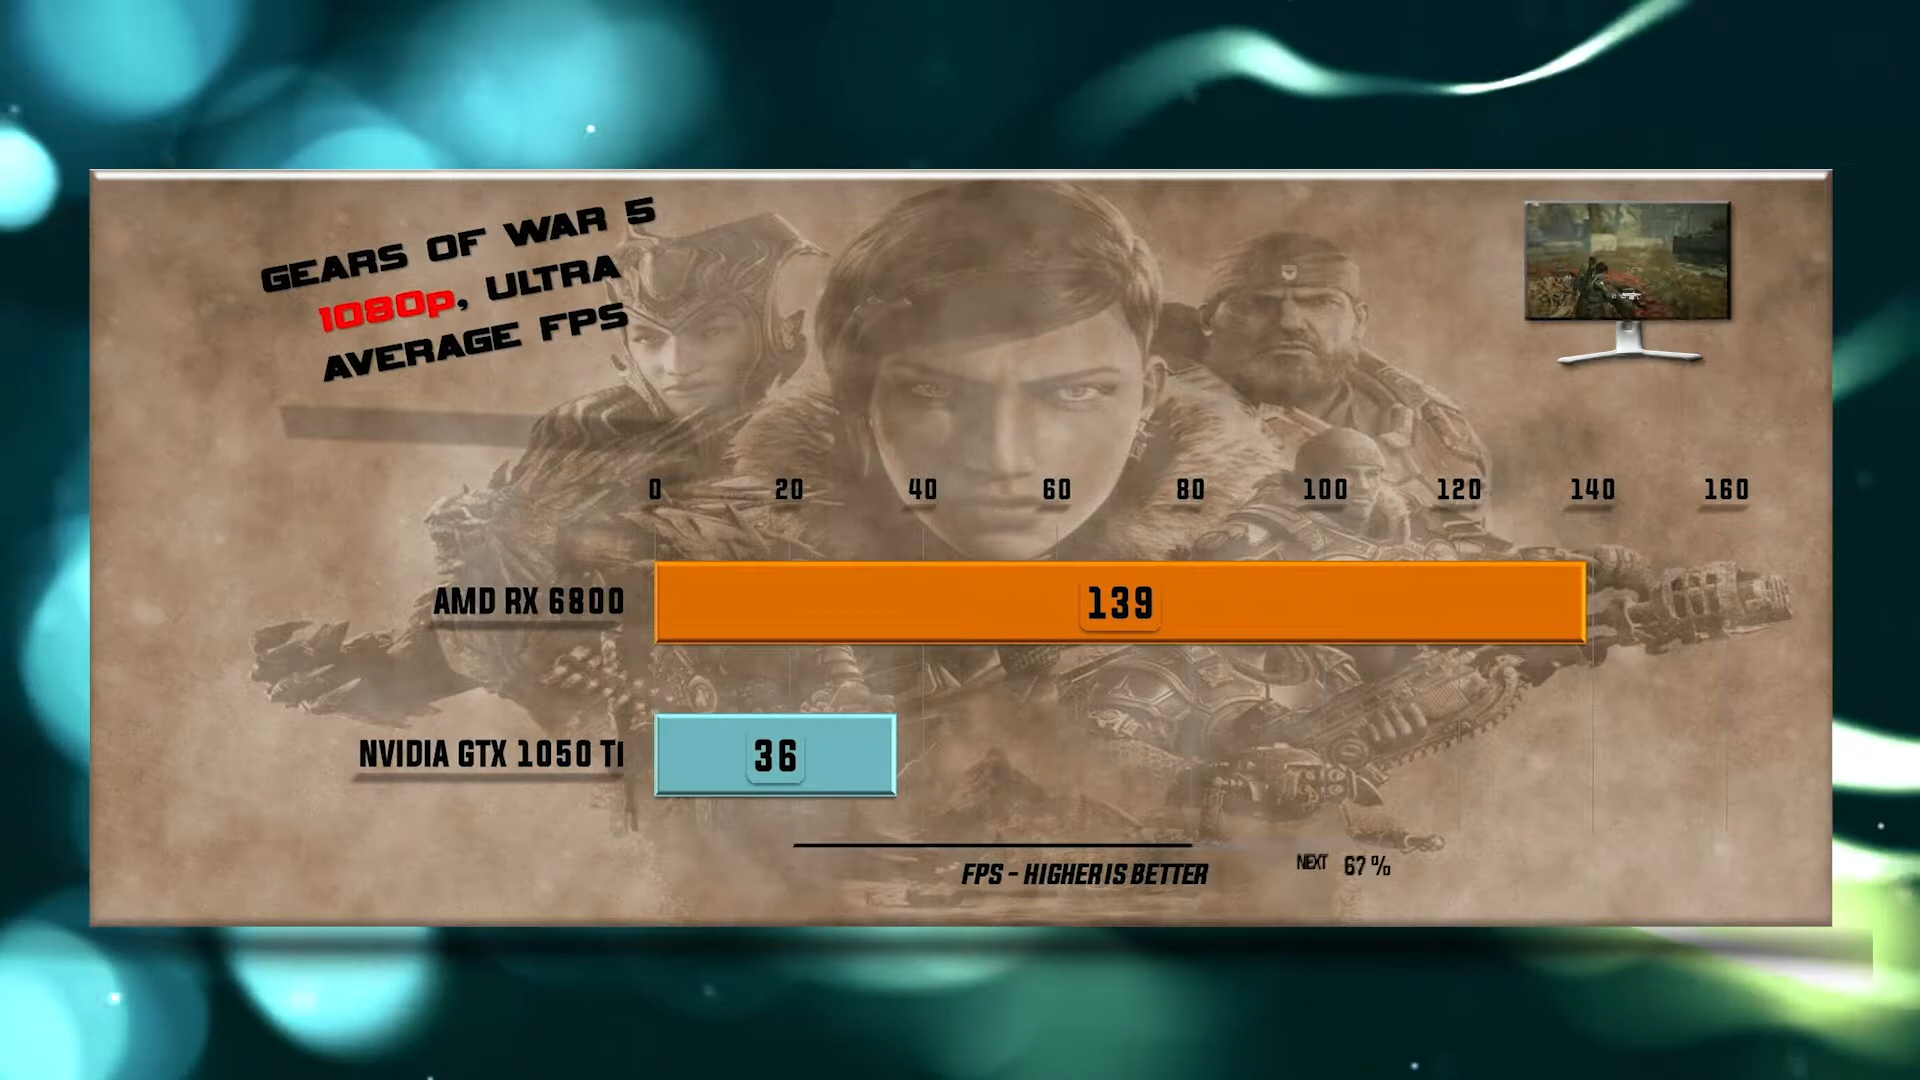 GEARS OF WAR 5
1080p, ULTRA
AVERAGE FPS
0 20 40 60 80 100 120 140 160
AMD RX 6800 139
NVIDIA GTX 1050 TI 36
FPS - HIGHER IS BETTER
NEXT 67 %